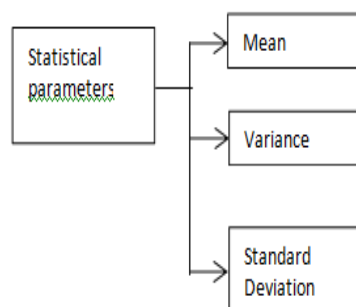 Statistical
parameters
Mean
Variance
Standard
Deviation